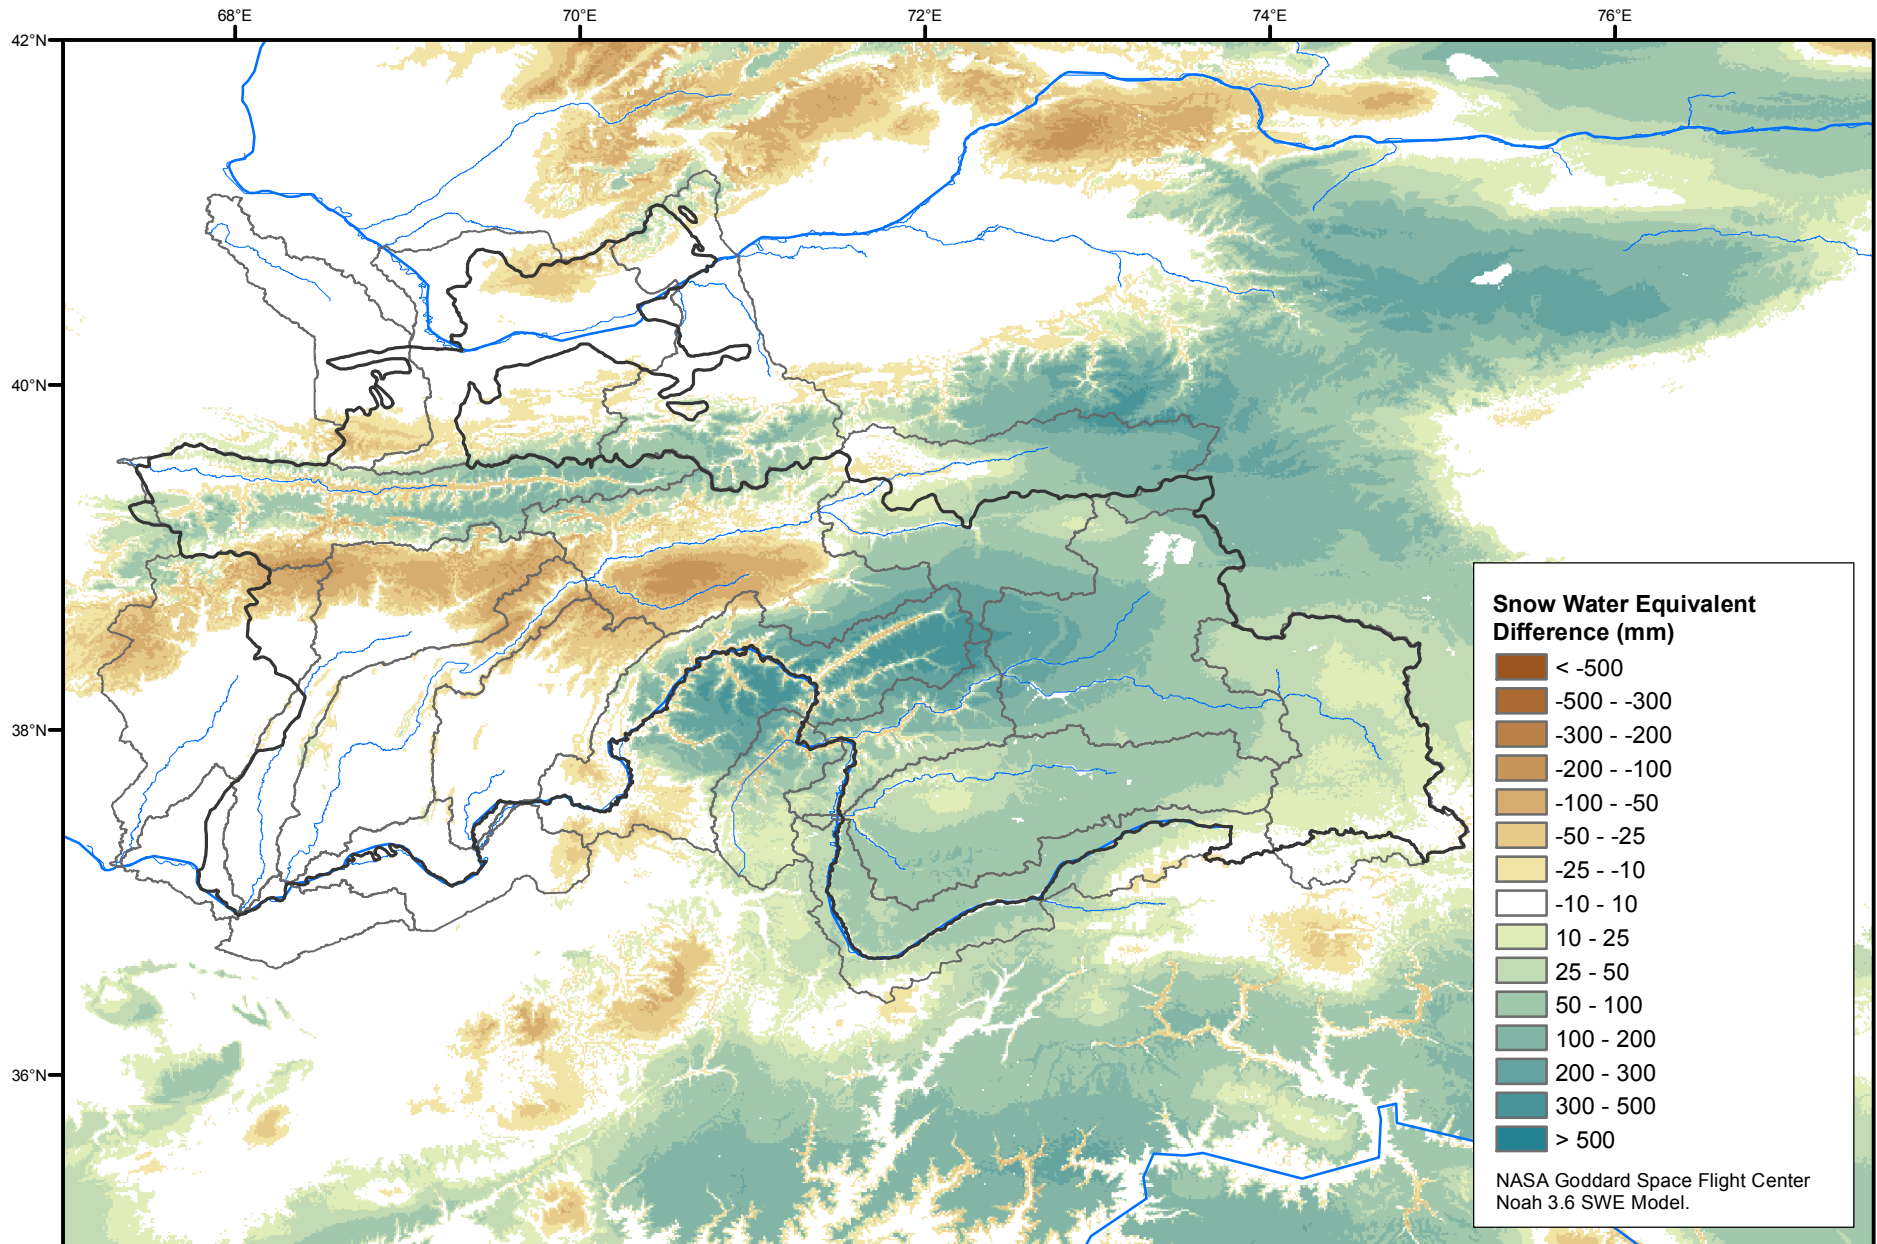 68°E
70°E
72°E
74°E
76°E
42°N
40°N
38°N
36°N
Snow Water Equivalent
Difference (mm)
< -500
-500 - -300
-300 - -200
-200 - -100
-100 - -50
-50 - -25
-25 - -10
-10 - 10
10 - 25
25 - 50
50 - 100
100 - 200
200 - 300
300 - 500
> 500
NASA Goddard Space Flight Center
Noah 3.6 SWE Model.